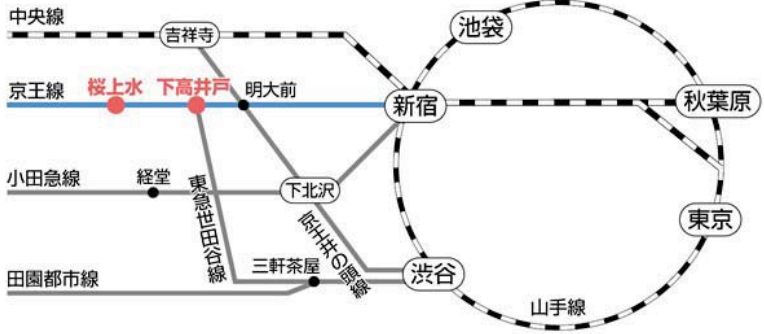 中央線
吉祥寺
池袋
京王線
桜上水
下高井戸
明大前
新宿
秋葉原
小田急線
経堂
東急世田谷線
下北沢
京王井の頭線
東京
田園都市線
三軒茶屋
渋谷
山手線